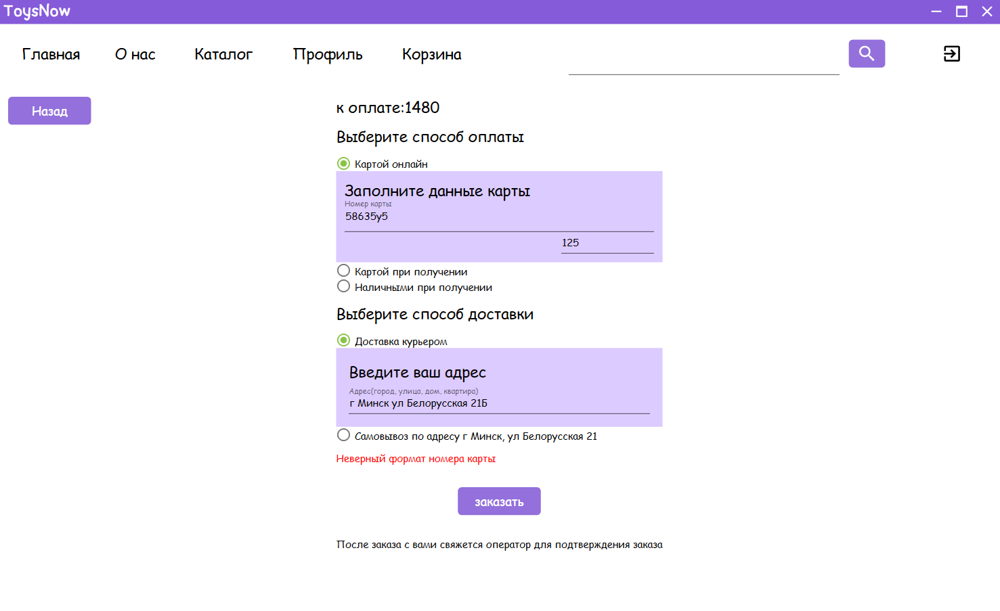 ToysNow
Главная О нас Каталог Профиль Корзина
Назад
к оплате:1480
Выберите способ оплаты
Картой онлайн
Заполните данные карты
Номер карты
58635y5
125
Картой при получении
Наличными при получении
Выберите способ доставки
Доставка курьером
Введите ваш адрес
Адрес(город, улица, дом, квартира)
г Минск ул Белорусская 21Б
Самовывоз по адресу г Минск, ул Белорусская 21
Неверный формат номера карты
заказать
После заказа с вами свяжется оператор для подтверждения заказа